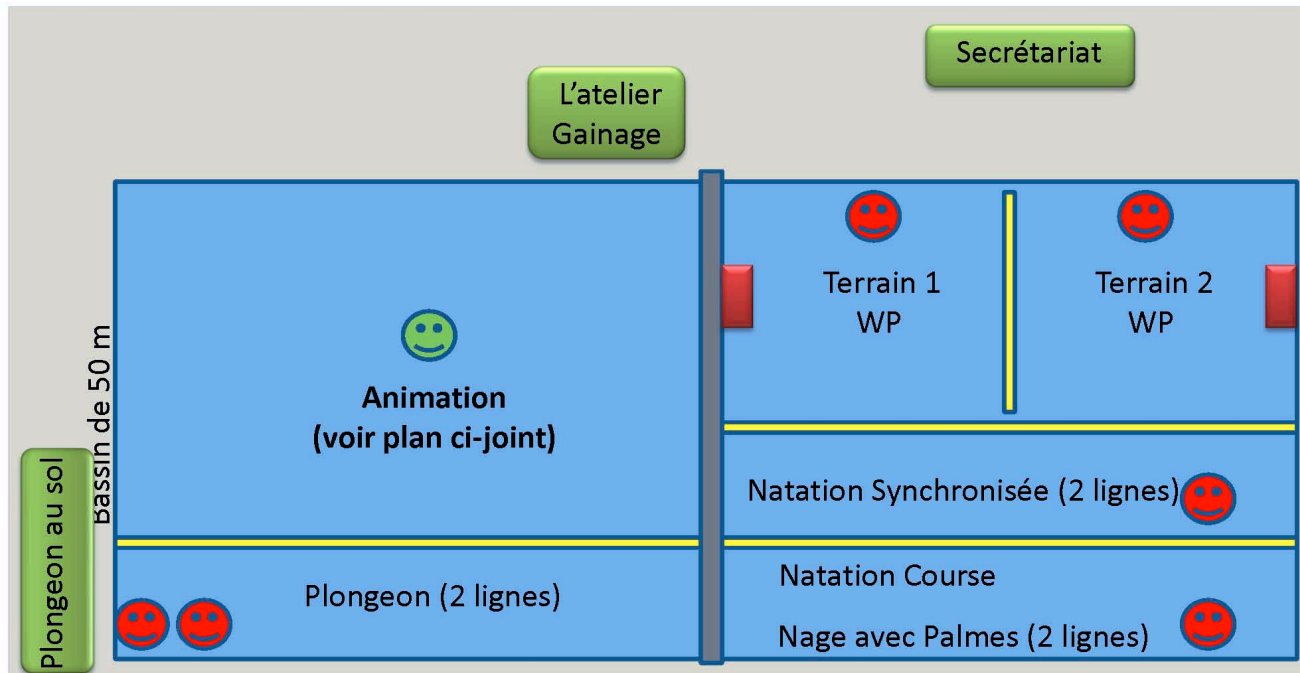 Secrétariat
L'atelier
Gainage
Terrain 1
WP
Terrain 2
WP
Animation
(voir plan ci-joint)
Bassin de 50 m
Plongeon au sol
Natation Synchronisée (2 lignes)
Plongeon (2 lignes)
Natation Course
Nage avec Palmes (2 lignes)